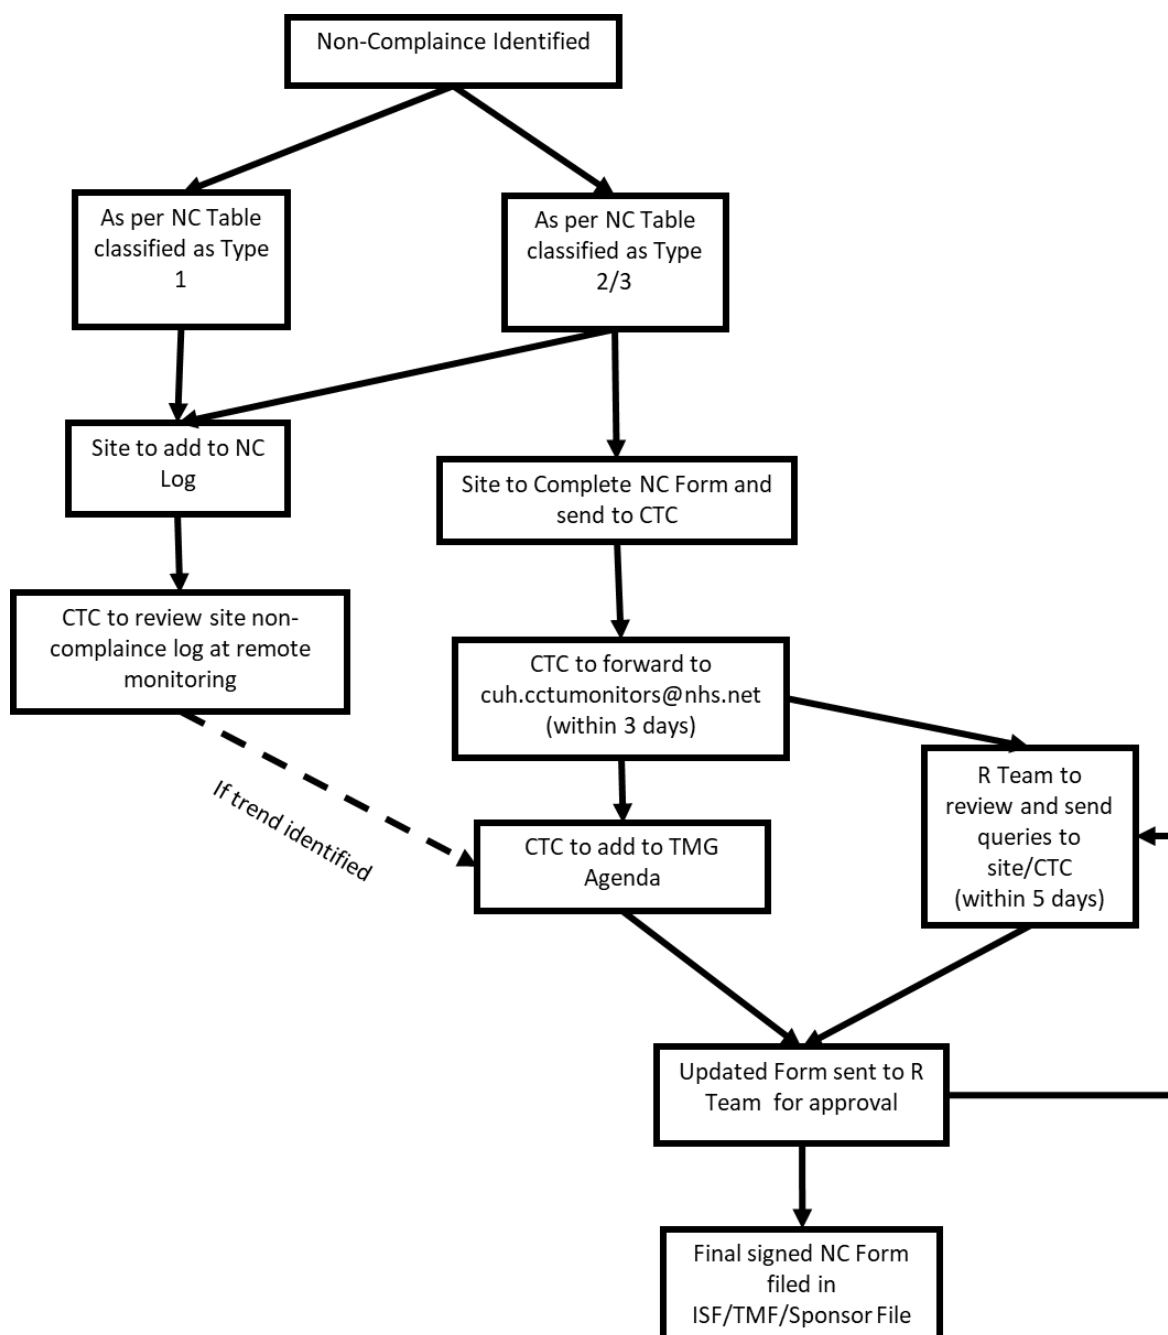 Non-Complaince Identified
As per NC Table
classified as Type
1
As per NC Table
classified as Type
2/3
Site to add to NC
Log
Site to Complete NC Form and
send to CTC
CTC to review site non-
complaince log at remote
monitoring
CTC to forward to
cuh.cctumonitors@nhs.net
(within 3 days)
If trend identified
R Team to
review and send
queries to
site/CTC
(within 5 days)
CTC to add to TMG
Agenda
Updated Form sent to R
Team for approval
Final signed NC Form
filed in
ISF/TMF/Sponsor File